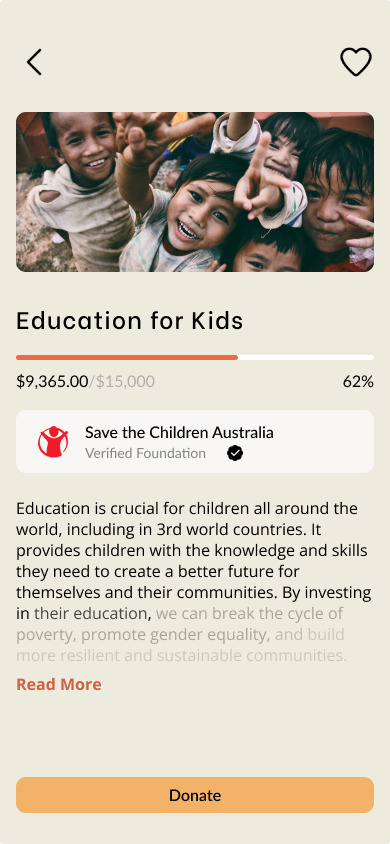 Education for Kids
$9,365.00/$15,000 62%
Save the Children Australia
Verified Foundation
Education is crucial for children all around the
world, including in 3rd world countries. It
provides children with the knowledge and skills
they need to create a better future for
themselves and their communities. By investing
in their education, we can break the cycle of
poverty, promote gender equality, and build
more resilient and sustainable communities.
Read More
Donate